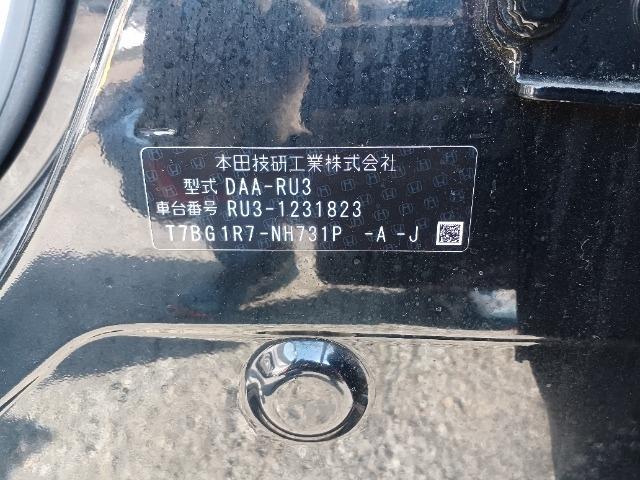 本田技研工業株式会社
型式 DAA-RU3
車台番号 RU3-1231823
T7BG1R7-NH731P -A -J